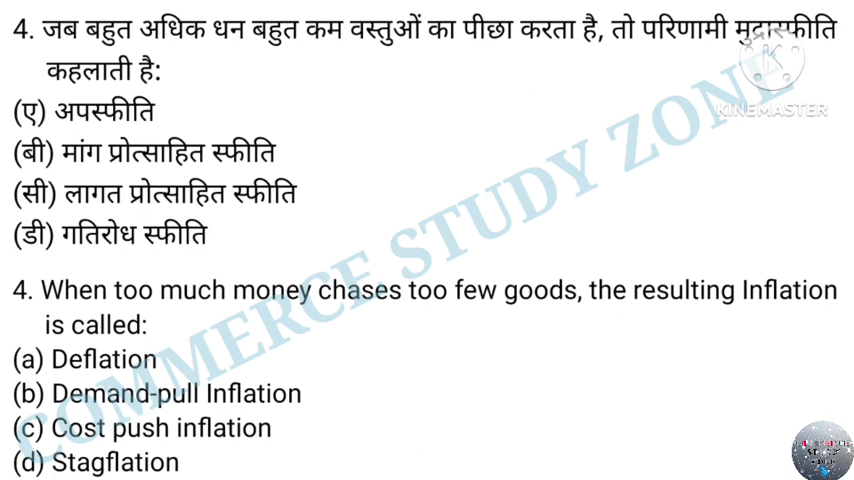 4. जब बहुत अधिक धन बहुत कम वस्तुओं का पीछा करता है, तो परिणामी मुद्रास्फीति
कहलाती है:
(ए) अपस्फीति
(बी) मांग प्रोत्साहित स्फीति
(सी) लागत प्रोत्साहित स्फीति
(डी) गतिरोध स्फीति
4. When too much money chases too few goods, the resulting Inflation
is called:
(a) Deflation
(b) Demand-pull Inflation
(c) Cost push inflation
(d) Stagflation
COMMERCE STUDY ZONE
KINEMASTER